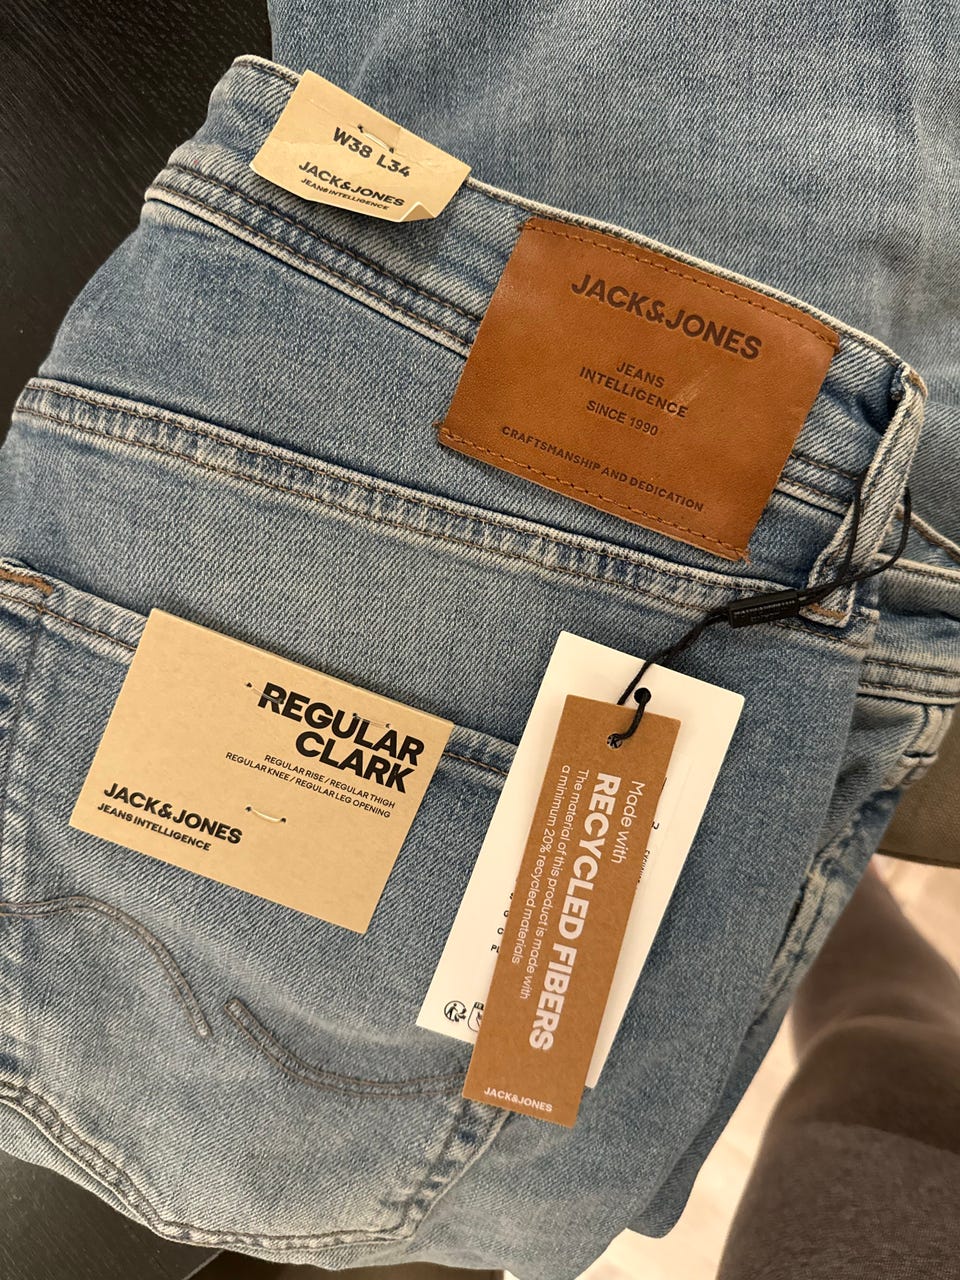 W38 L34
JACK&JONES
JEANS INTELLIGENCE
JACK&JONES
JEANS
INTELLIGENCE
SINCE 1990
CRAFTSMANSHIP AND DEDICATION
REGULAR
CLARK
REGULAR RISE / REGULAR THIGH
REGULAR KNEE / REGULAR LEG OPENING
JACK&JONES
JEANS INTELLIGENCE
Made with
RECYCLED FIBERS
The material of this product is made with
a minimum 20% recycled materials
JACK&JONES